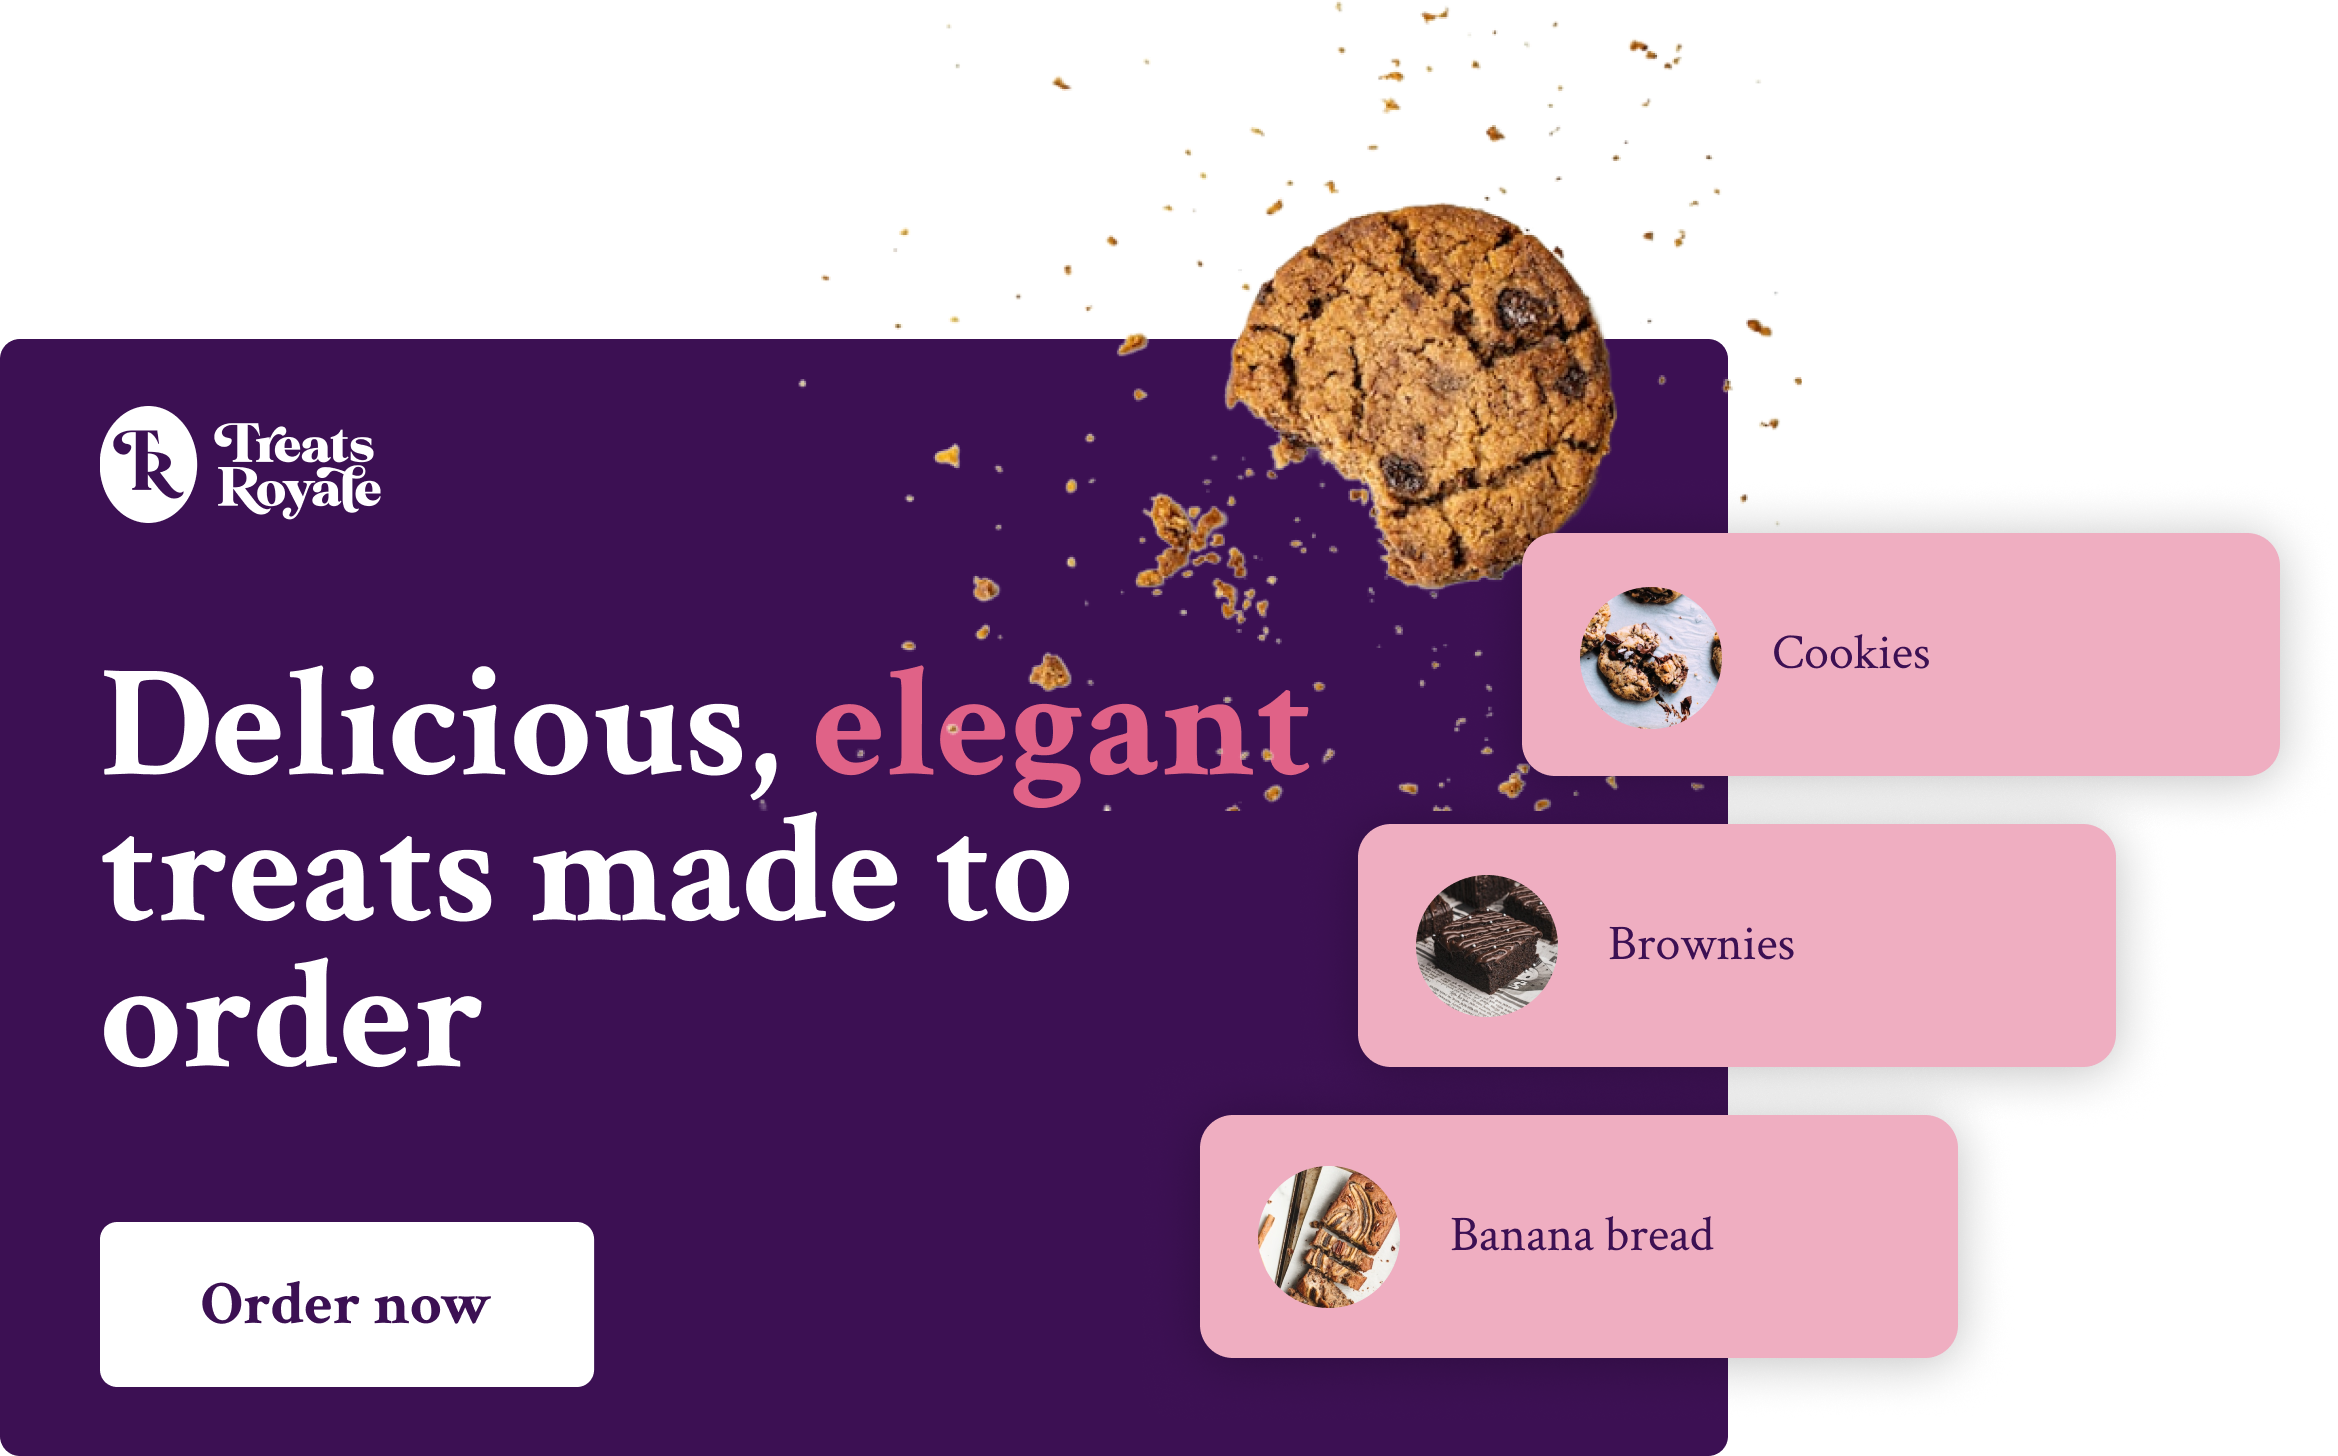 TR
Treats
Royale
Delicious, elegant
treats made to
order
Order now
Cookies
Brownies
Banana bread